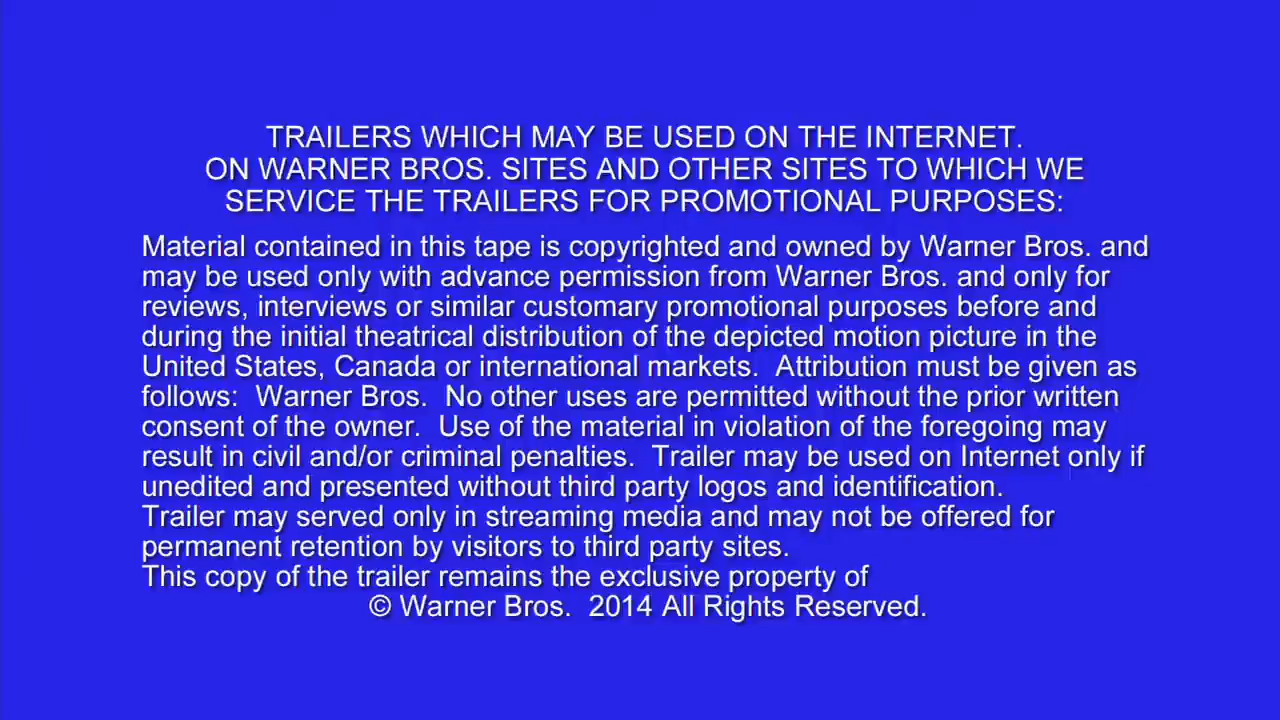 TRAILERS WHICH MAY BE USED ON THE INTERNET.
ON WARNER BROS. SITES AND OTHER SITES TO WHICH WE
SERVICE THE TRAILERS FOR PROMOTIONAL PURPOSES:
Material contained in this tape is copyrighted and owned by Warner Bros. and
may be used only with advance permission from Warner Bros. and only for
reviews, interviews or similar customary promotional purposes before and
during the initial theatrical distribution of the depicted motion picture in the
United States, Canada or international markets.  Attribution must be given as
follows:  Warner Bros.  No other uses are permitted without the prior written
consent of the owner.  Use of the material in violation of the foregoing may
result in civil and/or criminal penalties.  Trailer may be used on Internet only if
unedited and presented without third party logos and identification.
Trailer may served only in streaming media and may not be offered for
permanent retention by visitors to third party sites.
This copy of the trailer remains the exclusive property of
© Warner Bros.  2014 All Rights Reserved.